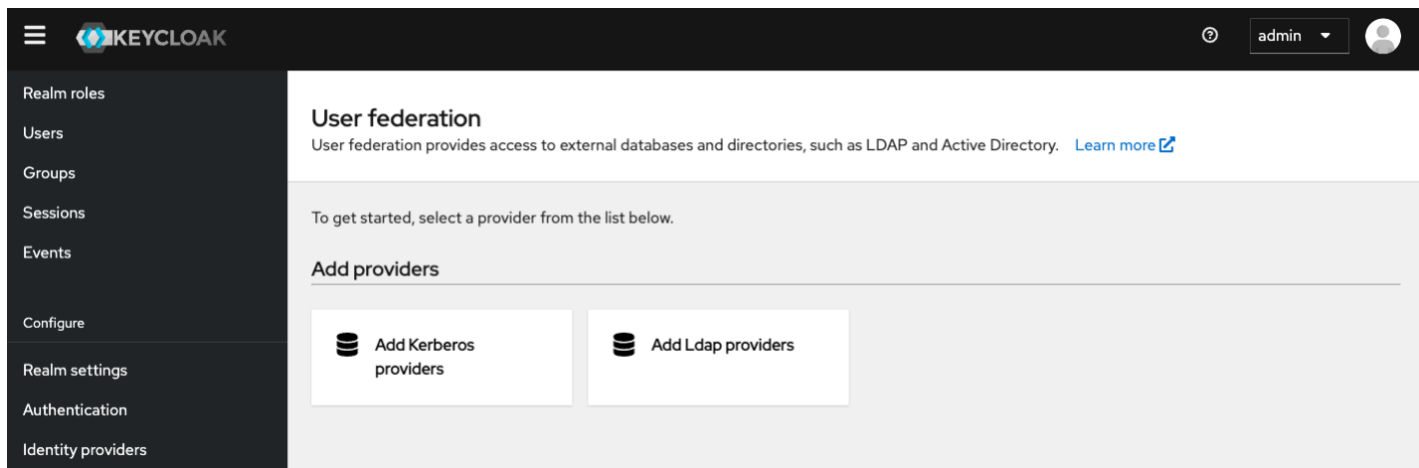 KEYCLOAK
admin
Realm roles
Users
Groups
Sessions
Events
Configure
Realm settings
Authentication
Identity providers
User federation
User federation provides access to external databases and directories, such as LDAP and Active Directory. Learn more
To get started, select a provider from the list below.
Add providers
Add Kerberos
providers
Add Ldap providers